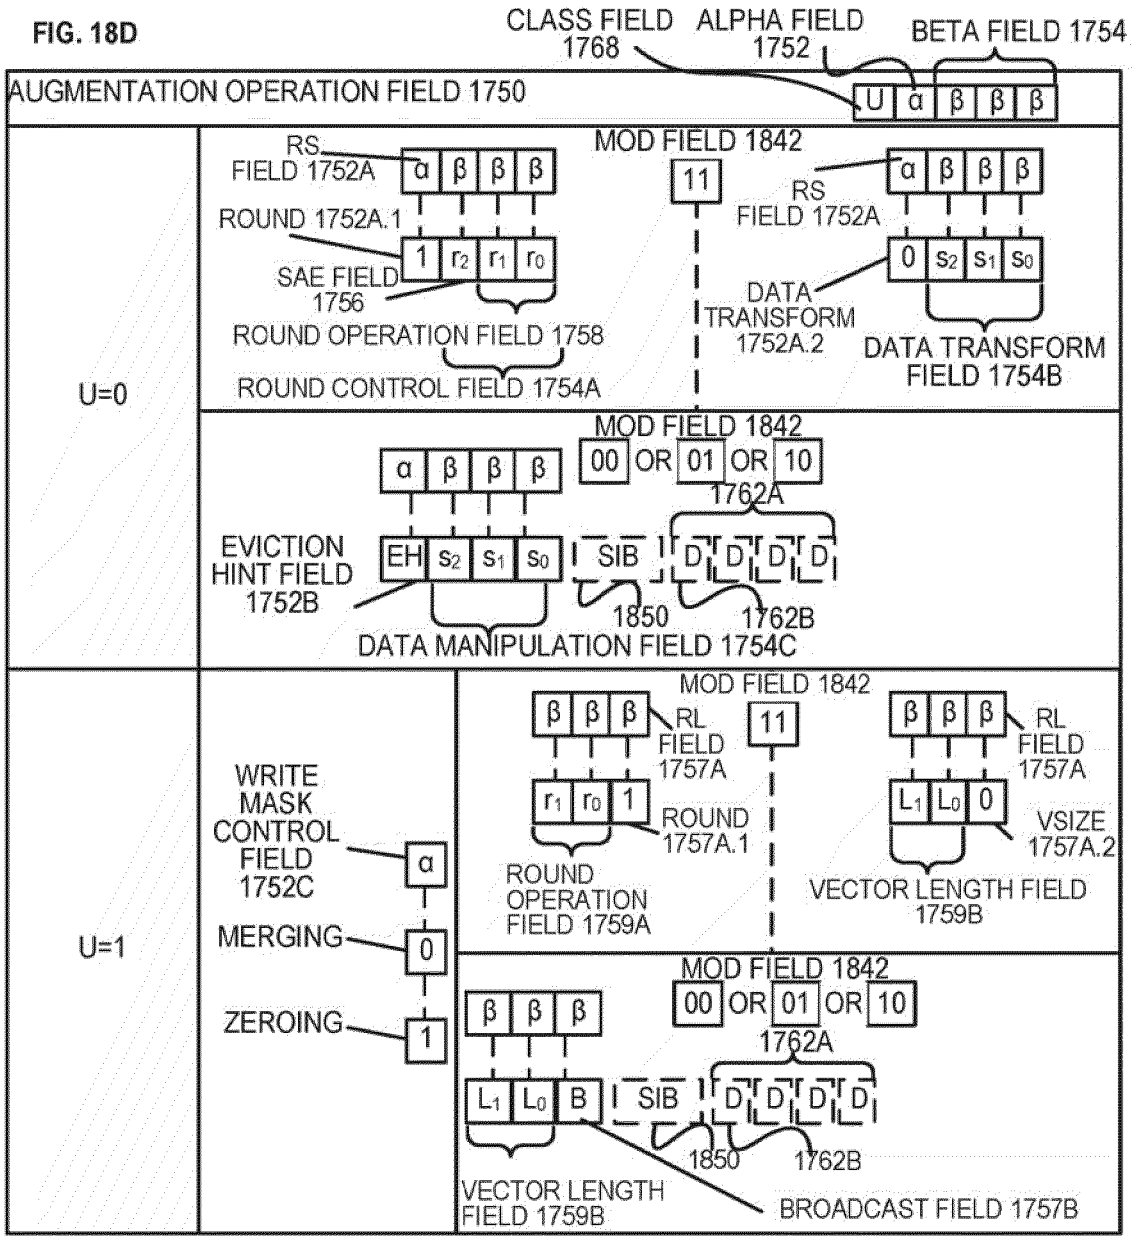 FIG. 18D
CLASS FIELD
1768
ALPHA FIELD
1752
BETA FIELD 1754
AUGMENTATION OPERATION FIELD 1750
U α β β β
U=0
RS
FIELD 1752A
α β β β
ROUND 1752A.1
1 r2 r1 r0
SAE FIELD
1756
ROUND OPERATION FIELD 1758
ROUND CONTROL FIELD 1754A
MOD FIELD 1842
11
α β β β
RS
FIELD 1752A
0 s2 s1 s0
DATA
TRANSFORM
1752A.2
DATA TRANSFORM
FIELD 1754B
MOD FIELD 1842
00 OR 01 OR 10
α β β β
1762A
EVICTION
HINT FIELD
1752B
EH s2 s1 s0
SIB
D D D D
1850
1762B
DATA MANIPULATION FIELD 1754C
U=1
WRITE
MASK
CONTROL
FIELD
1752C
α
MERGING
0
ZEROING
1
MOD FIELD 1842
11
β β β
RL
FIELD
1757A
r1 r0 1
ROUND
1757A.1
ROUND
OPERATION
FIELD 1759A
β β β
RL
FIELD
1757A
L1 L0 0
VSIZE
1757A.2
VECTOR LENGTH FIELD
1759B
MOD FIELD 1842
00 OR 01 OR 10
β β β
1762A
L1 L0 B
SIB
D D D D
1850
1762B
VECTOR LENGTH
FIELD 1759B
BROADCAST FIELD 1757B